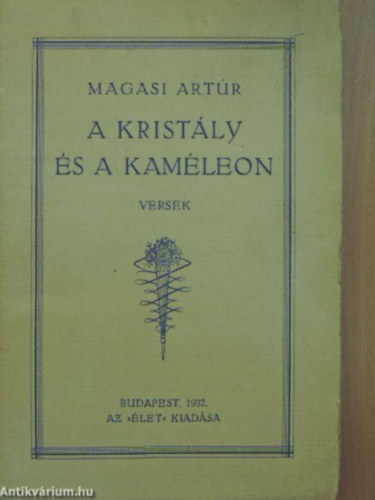 MAGASI ARTÚR
A KRISTÁLY
ÉS A KAMÉLEON
VERSEK
BUDAPEST, 1932.
AZ »ÉLET« KIADÁSA
Antikvárium.hu